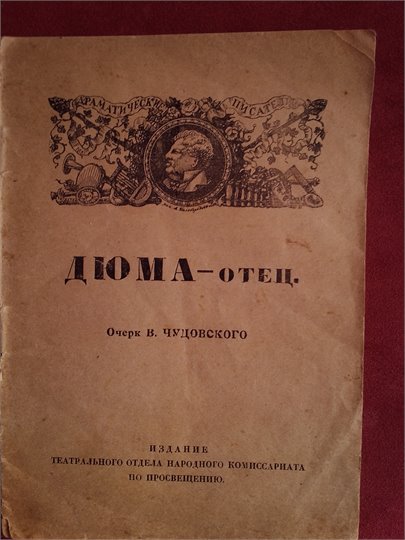 ДРАМАТИЧЕСКІЕ ПИСАТЕЛИ
ДЮМА–ОТЕЦ.
Очерк В. ЧУДОВСКОГО
ИЗДАНИЕ
ТЕАТРАЛЬНОГО ОТДЕЛА НАРОДНОГО КОМИССАРИАТА
ПО ПРОСВЕЩЕНИЮ.